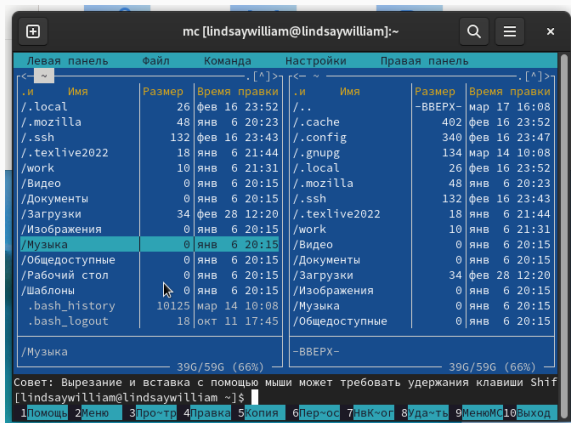 mc [lindsaywilliam@lindsaywilliam]:~
Левая панель Файл Команда Настройки Правая панель
<— ~ .[^]> <— ~ .[^]>
.и Имя Размер Время правки .и Имя Размер Время правки
/.local 26 фев 16 23:52 /.. -ВВЕРХ- мар 17 16:08
/.mozilla 48 янв 6 20:23 /.cache 402 фев 16 23:52
/.ssh 132 фев 16 23:43 /.config 340 фев 16 23:47
/.texlive2022 18 янв 6 21:44 /.gnupg 134 мар 14 10:08
/work 10 янв 6 21:31 /.local 26 фев 16 23:52
/Видео 0 янв 6 20:15 /.mozilla 48 янв 6 20:23
/Документы 0 янв 6 20:15 /.ssh 132 фев 16 23:43
/Загрузки 34 фев 28 12:20 /.texlive2022 18 янв 6 21:44
/Изображения 0 янв 6 20:15 /work 10 янв 6 21:31
/Музыка 0 янв 6 20:15 /Видео 0 янв 6 20:15
/Общедоступные 0 янв 6 20:15 /Документы 0 янв 6 20:15
/Рабочий стол 0 янв 6 20:15 /Загрузки 34 фев 28 12:20
/Шаблоны 0 янв 6 20:15 /Изображения 0 янв 6 20:15
.bash_history 10125 мар 14 10:08 /Музыка 0 янв 6 20:15
.bash_logout 18 окт 11 17:45 /Общедоступные 0 янв 6 20:15
/Музыка -ВВЕРХ-
39G/59G (66%) 39G/59G (66%)
Совет: Вырезание и вставка с помощью мыши может требовать удержания клавиши Shif
[lindsaywilliam@lindsaywilliam ~]$
1Помощь 2Меню 3Про~тр 4Правка 5Копия 6Пер~ос 7НвК~ог 8Уда~ть 9МенюMC 10Выход